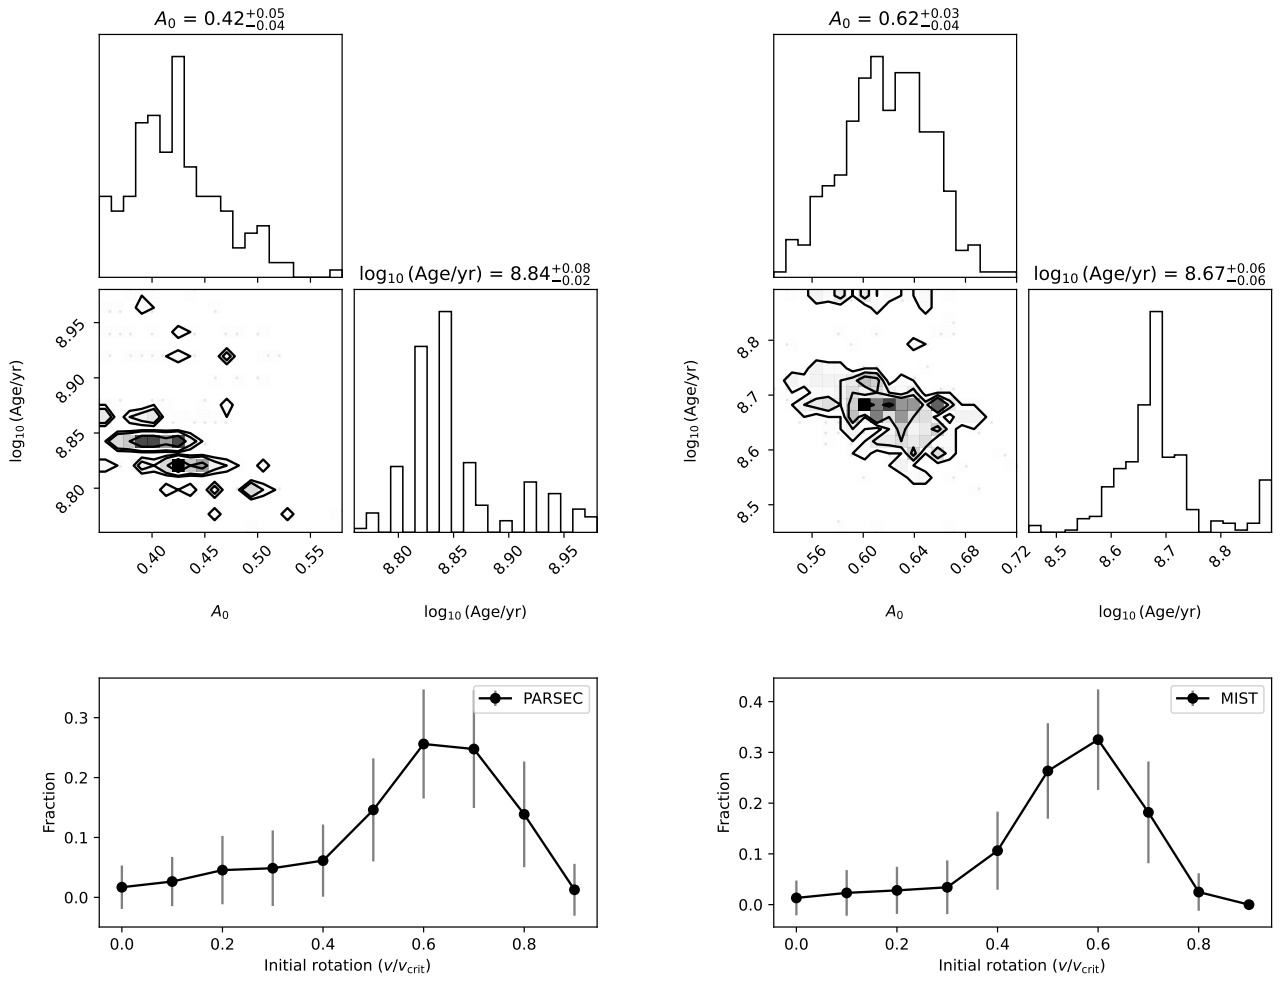 A₀ = 0.42⁺⁰·⁰⁵₋₀.₀₄
A₀ = 0.62⁺⁰·⁰³₋₀.₀₄
log₁₀ (Age/yr) = 8.84⁺⁰·⁰⁸₋₀.₀₂
log₁₀ (Age/yr) = 8.67⁺⁰·⁰⁶₋₀.₀₆
8.95
8.90
8.85
8.80
log₁₀ (Age/yr)
0.40 0.45 0.50 0.55
A₀
8.80 8.85 8.90 8.95
log₁₀ (Age/yr)
8.8
8.7
8.6
8.5
log₁₀ (Age/yr)
0.56 0.60 0.64 0.68 0.72
A₀
8.5 8.6 8.7 8.8
log₁₀ (Age/yr)
PARSEC
0.3
0.2
0.1
0.0
Fraction
0.0 0.2 0.4 0.6 0.8
Initial rotation (v/v_crit)
MIST
0.4
0.3
0.2
0.1
0.0
Fraction
0.0 0.2 0.4 0.6 0.8
Initial rotation (v/v_crit)